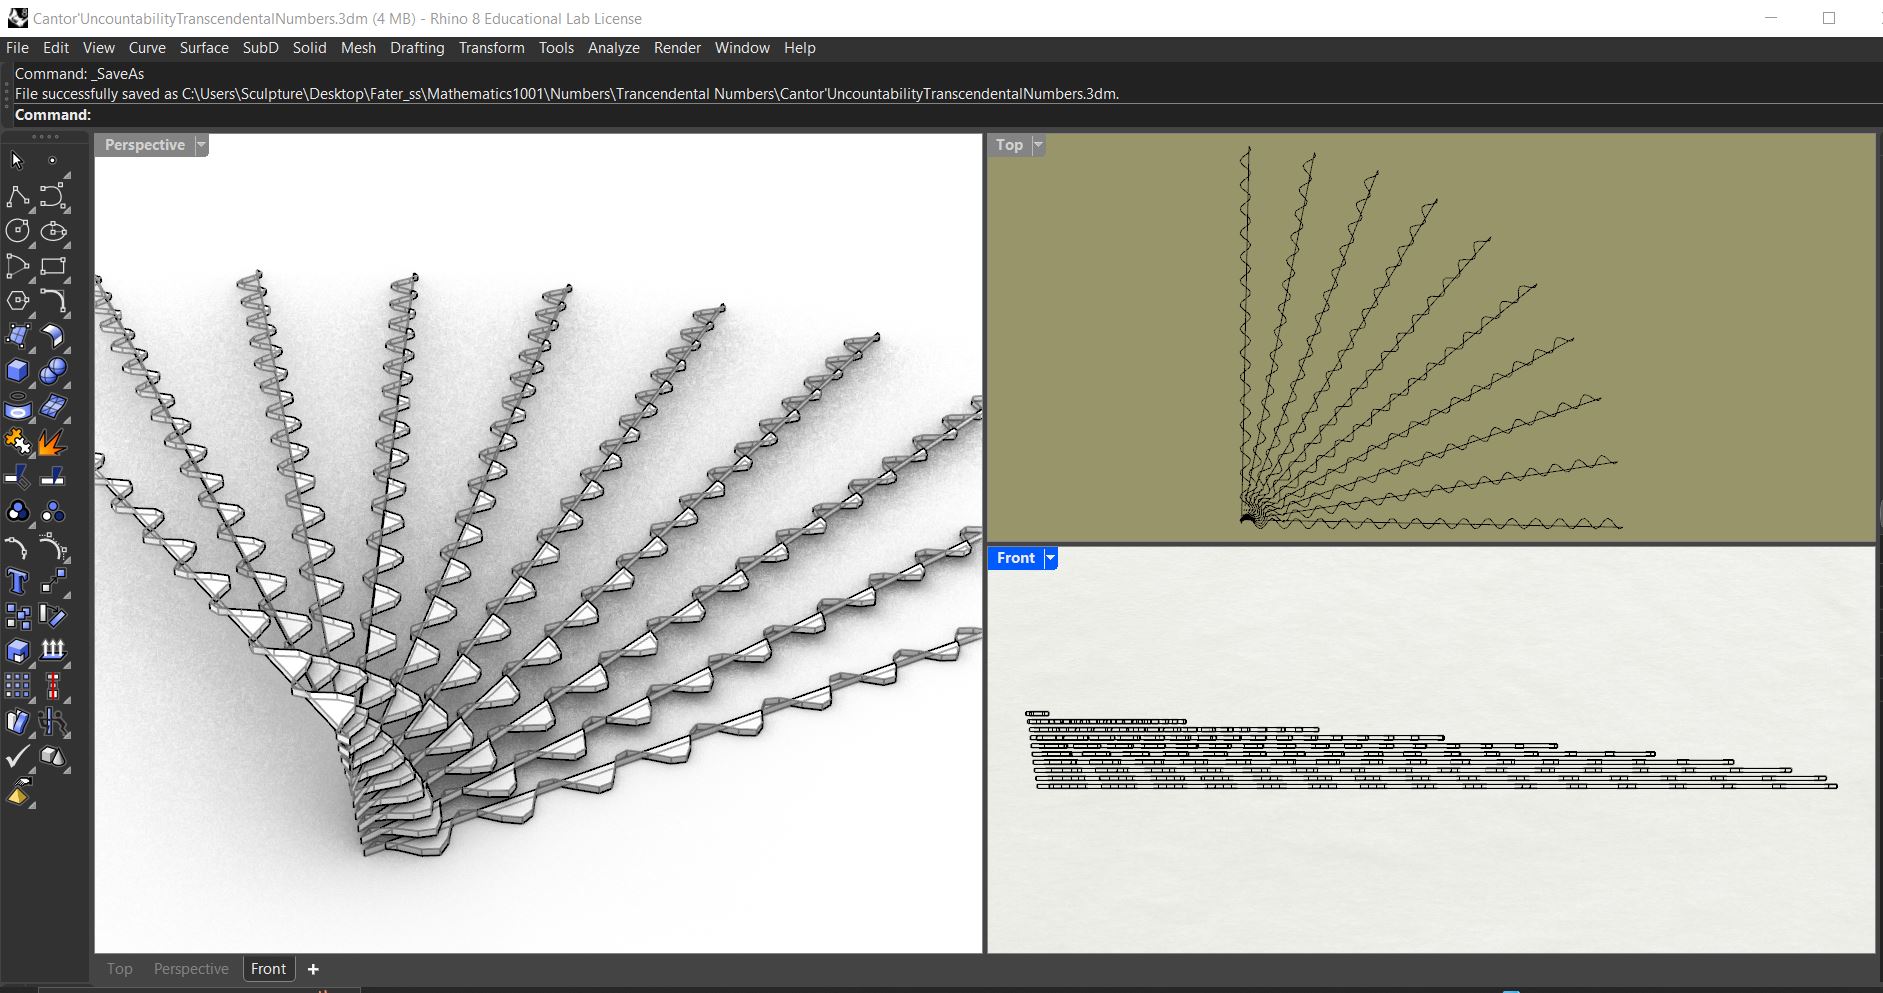 Cantor'UncountabilityTranscendentalNumbers.3dm (4 MB) - Rhino 8 Educational Lab License
File Edit View Curve Surface SubD Solid Mesh Drafting Transform Tools Analyze Render Window Help
Command: _SaveAs
File successfully saved as C:\Users\Sculpture\Desktop\Fater_ss\Mathematics1001\Numbers\Trancendental Numbers\Cantor'UncountabilityTranscendentalNumbers.3dm.
Command:
Perspective
Top
Front
Top Perspective Front +